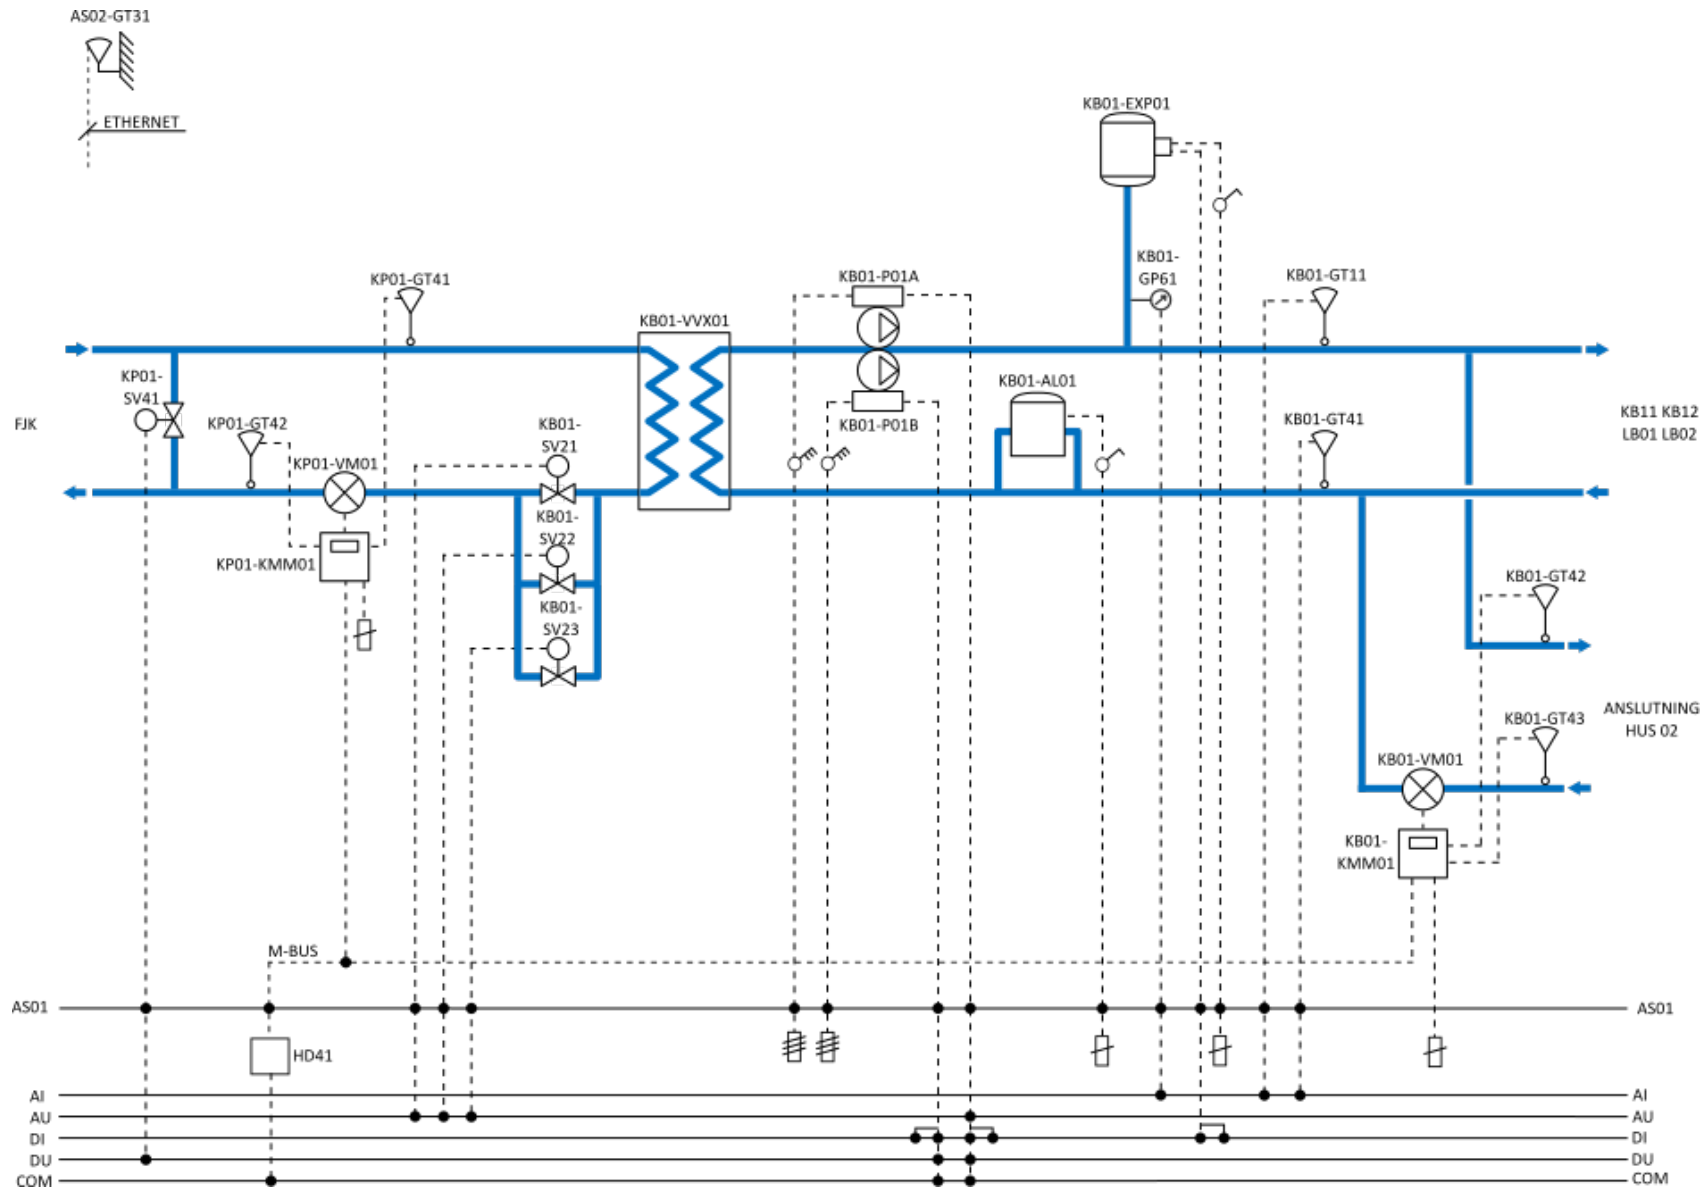 AS02-GT31
ETHERNET
KB01-EXP01
KB01-
GP61
KP01-GT41
KB01-P01A
KB01-GT11
KB01-VVX01
KP01-
SV41
KP01-GT42
KB01-AL01
KB01-P01B
KB01-GT41
KB11 KB12
LB01 LB02
FJK
KB01-
SV21
KP01-VM01
KB01-
SV22
KP01-KMM01
KB01-
SV23
KB01-GT42
ANSLUTNING
HUS 02
KB01-GT43
KB01-VM01
KB01-
KMM01
M-BUS
AS01
AS01
HD41
AI
AI
AU
AU
DI
DI
DU
DU
COM
COM